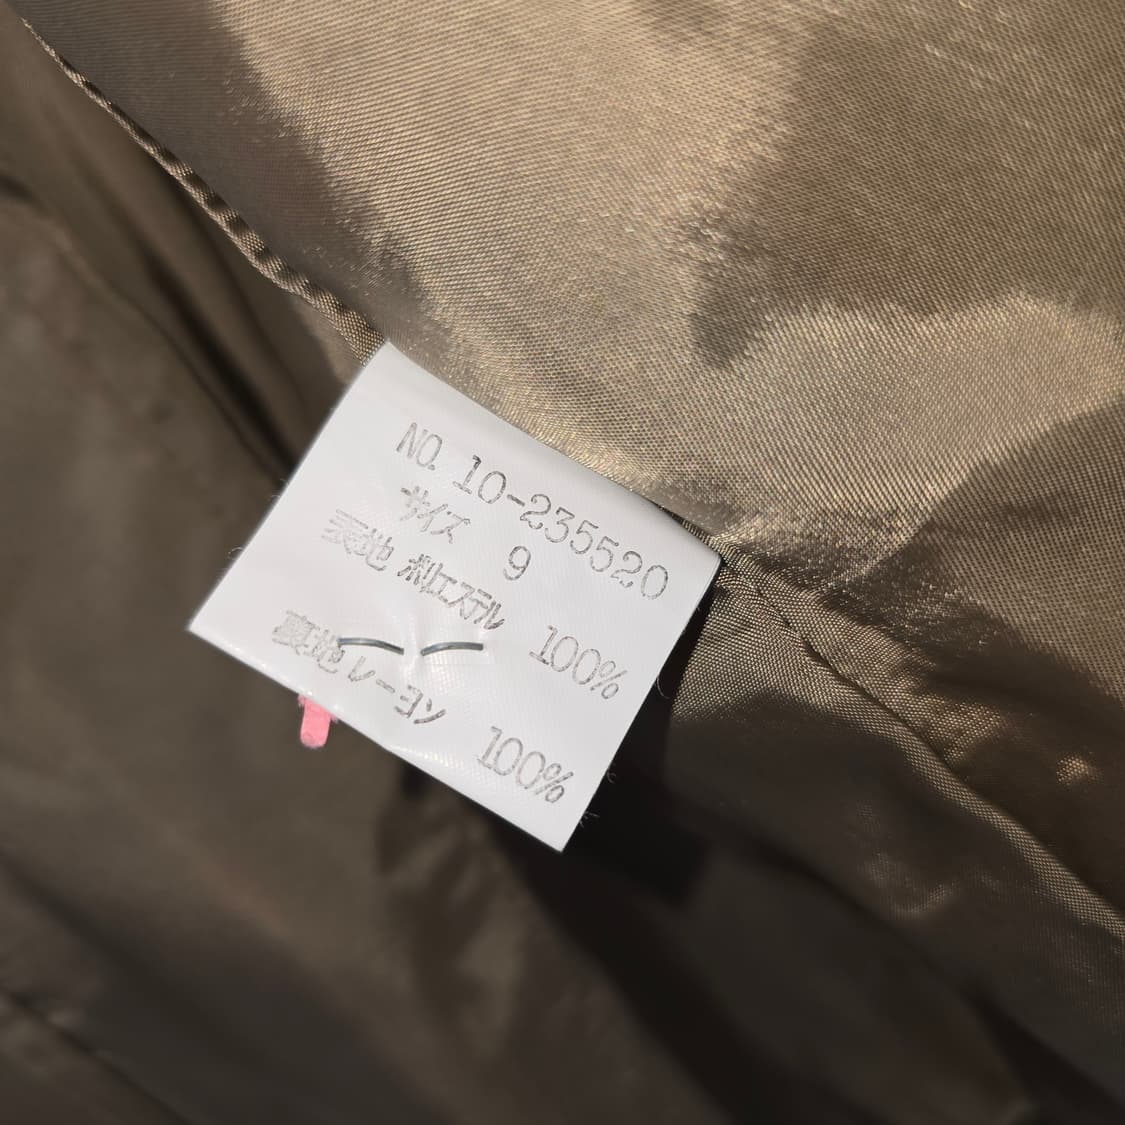 NO. 10-235520
サイズ 9
表地 ポリエステル 100%
裏地 レーヨン 100%